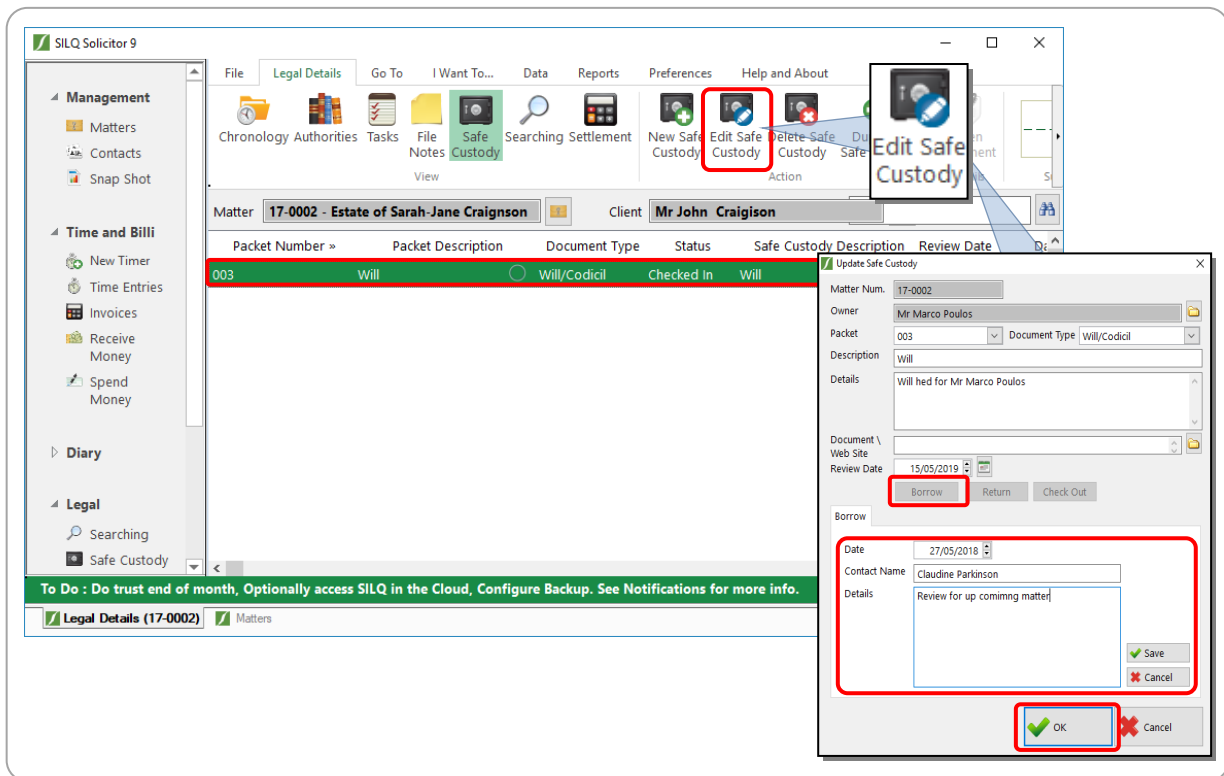 SILQ Solicitor 9
File Legal Details Go To I Want To... Data Reports Preferences Help and About
Management
Matters
Contacts
Snap Shot
Time and Billi
New Timer
Time Entries
Invoices
Receive
Money
Spend
Money
Diary
Legal
Searching
Safe Custody
Chronology Authorities Tasks File Notes Safe Custody Searching Settlement
View
New Safe Custody Edit Safe Custody Delete Safe Custody
Action
Edit Safe
Custody
Matter 17-0002 - Estate of Sarah-Jane Craignson Client Mr John Craigison
Packet Number » Packet Description Document Type Status Safe Custody Description Review Date
003 Will Will/Codicil Checked In Will
To Do : Do trust end of month, Optionally access SILQ in the Cloud, Configure Backup. See Notifications for more info.
Legal Details (17-0002) Matters
Update Safe Custody
Matter Num. 17-0002
Owner Mr Marco Poulos
Packet 003 Document Type Will/Codicil
Description Will
Details Will hed for Mr Marco Poulos
Document \
Web Site
Review Date 15/05/2019
Borrow Return Check Out
Borrow
Date 27/05/2018
Contact Name Claudine Parkinson
Details Review for up comimng matter
Save
Cancel
OK Cancel